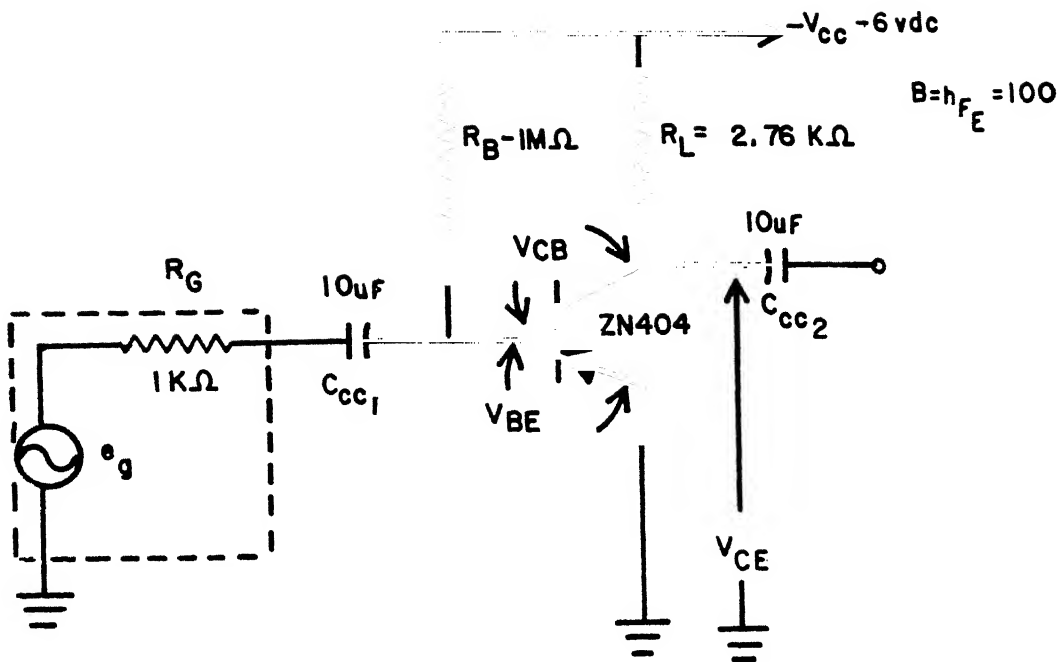 -Vcc -6 vdc
B=hFE =100
RB-1MΩ
RL= 2.76 KΩ
10uF
VCB
RG
10uF
ZN404
Ccc2
1KΩ
Ccc1
VBE
eg
VCE